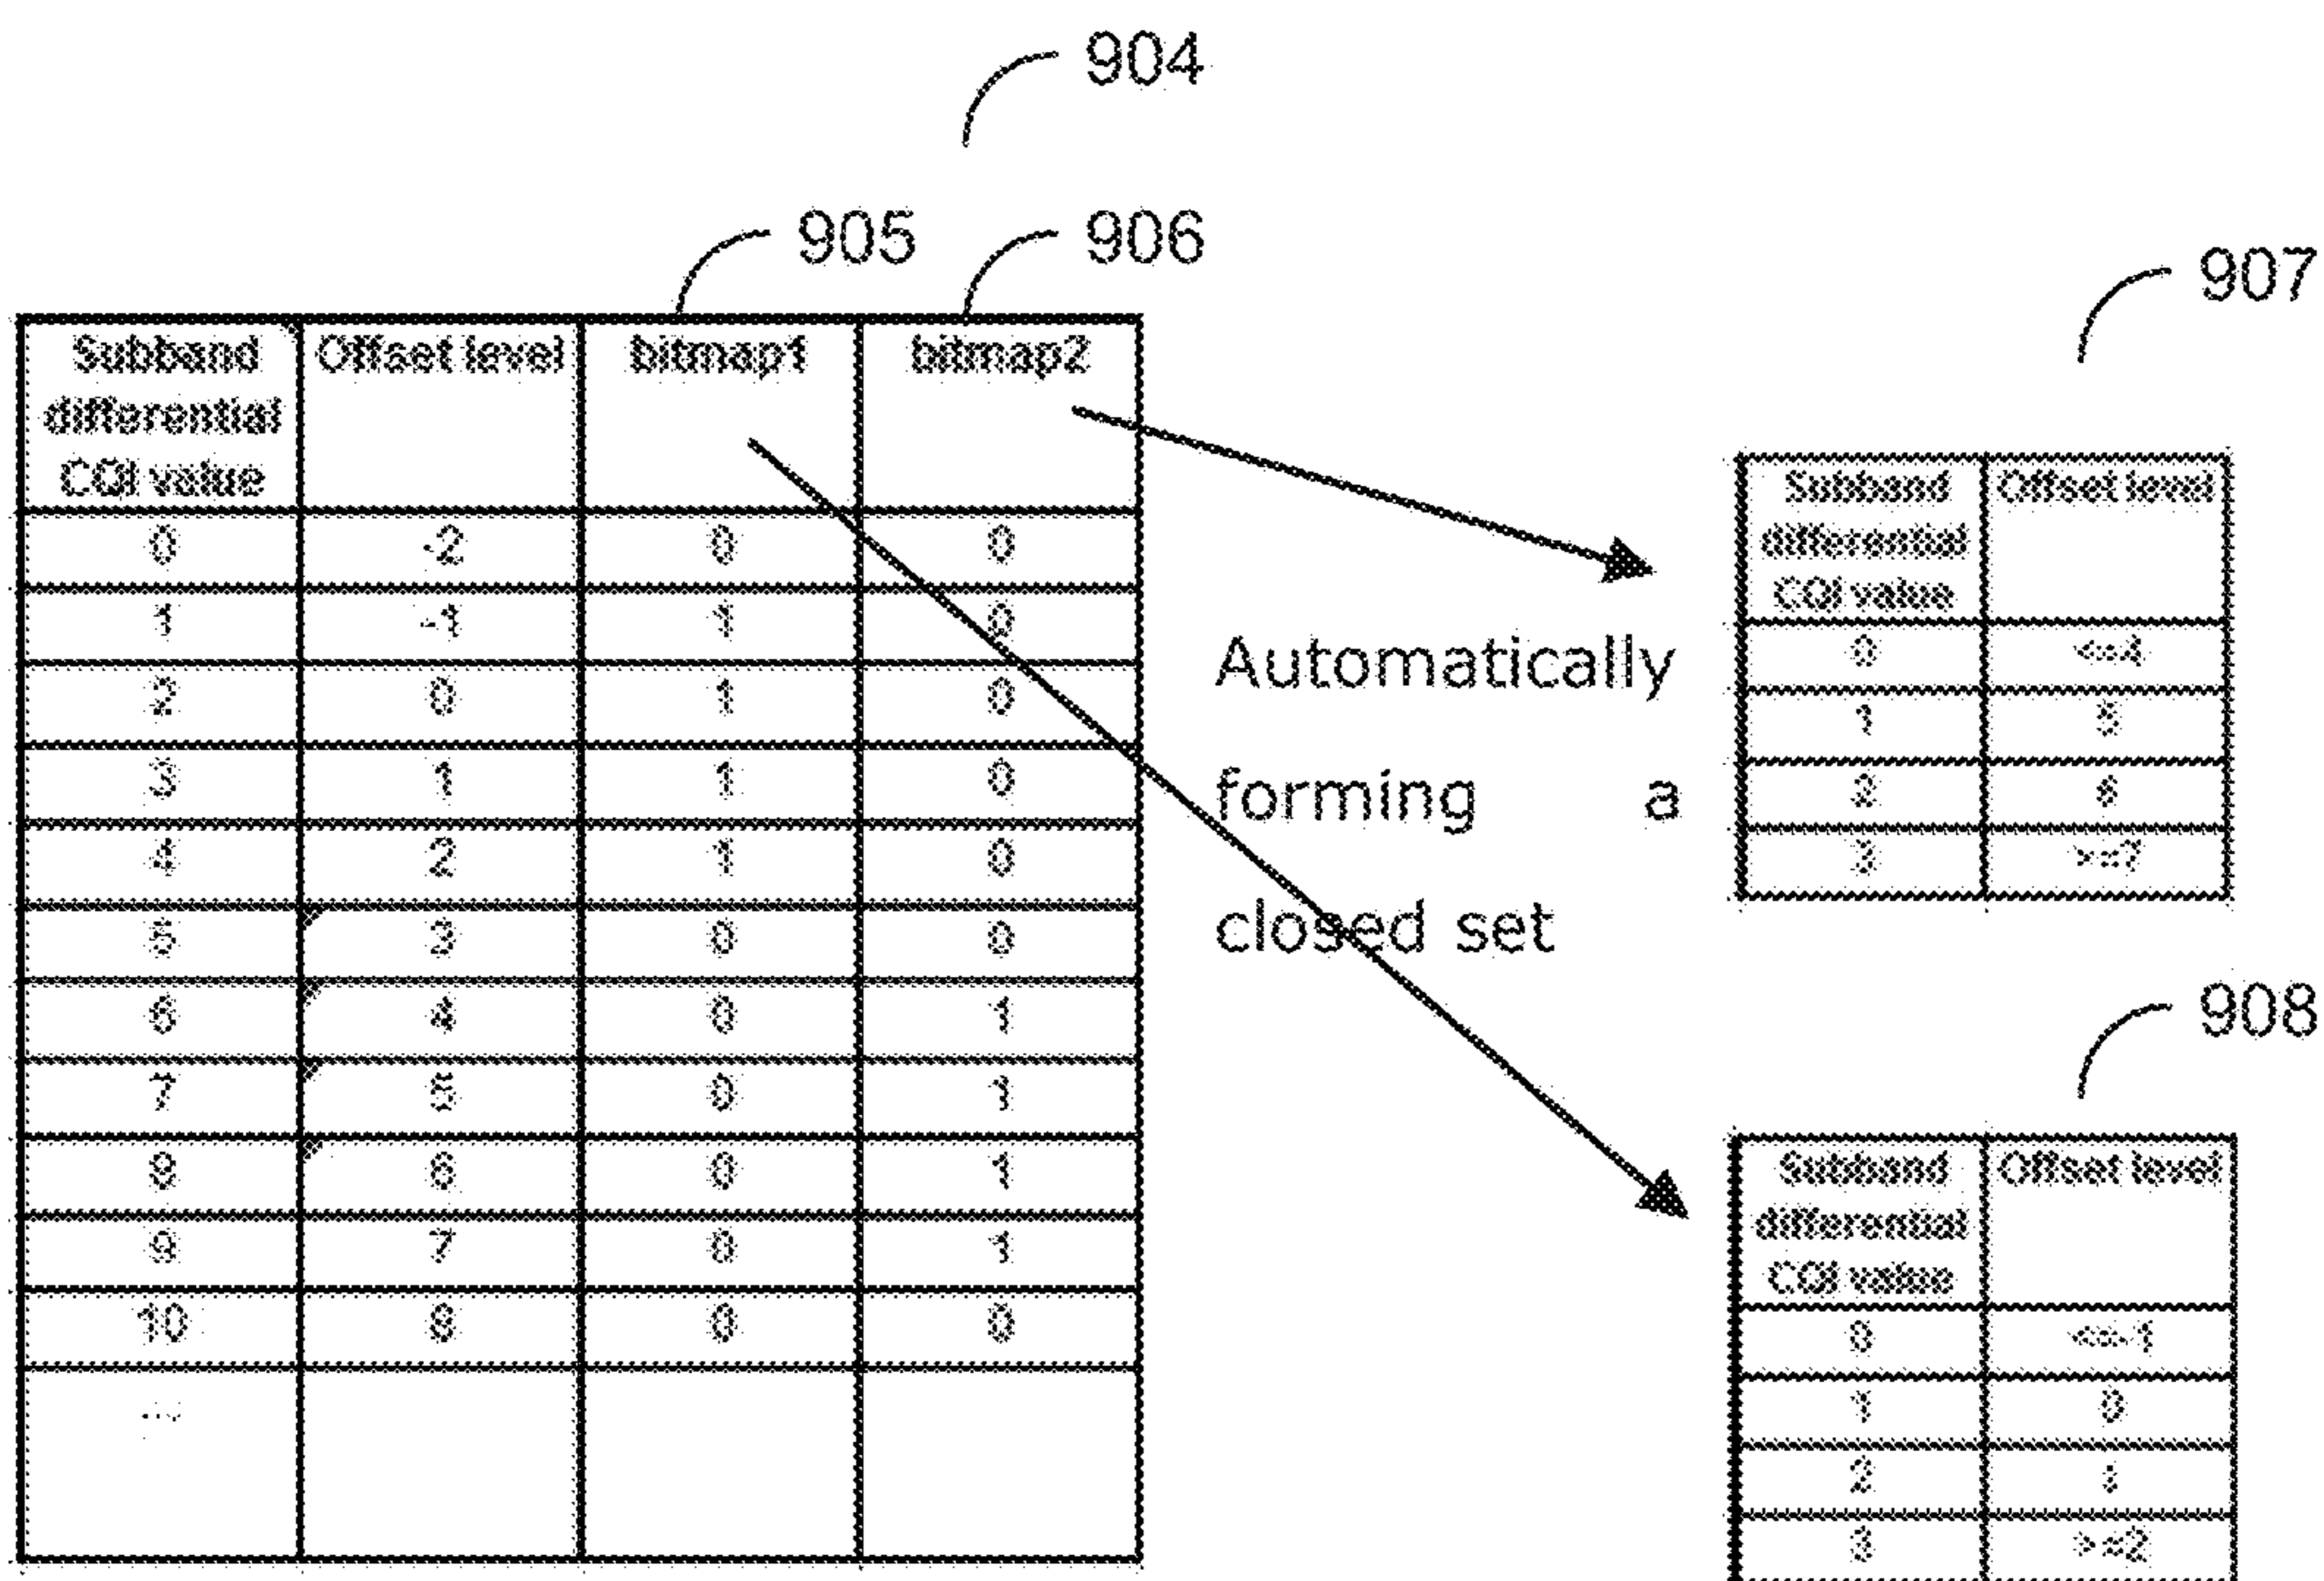 904
905
906
Subband differential CQI value | Offset level | bitmap1 | bitmap2
0 | -2 | 0 | 0
1 | -1 | 1 | 0
2 | 0 | 1 | 0
3 | 1 | 1 | 0
4 | 2 | 1 | 0
5 | 3 | 0 | 0
6 | 4 | 0 | 1
7 | 5 | 0 | 1
8 | 6 | 0 | 1
9 | 7 | 0 | 1
10 | 8 | 0 | 0
...
Automatically
forming a
closed set
907
Subband differential CQI value | Offset level
0 | <=4
1 | 5
2 | 6
3 | >=7
908
Subband differential CQI value | Offset level
0 | <=-1
1 | 0
2 | 1
3 | >=2